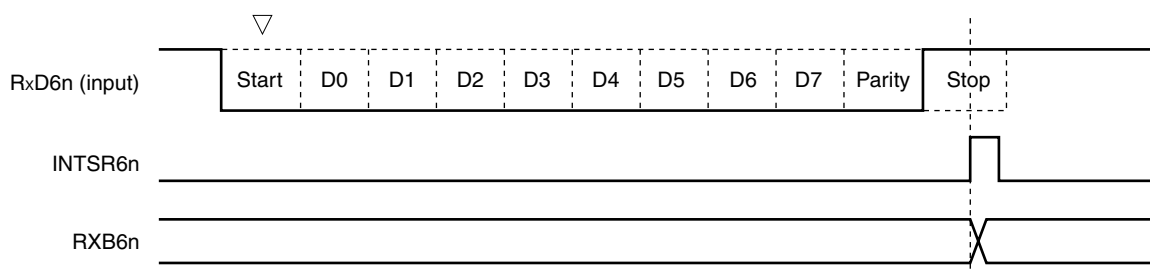 RxD6n (input) Start D0 D1 D2 D3 D4 D5 D6 D7 Parity Stop
INTSR6n
RXB6n